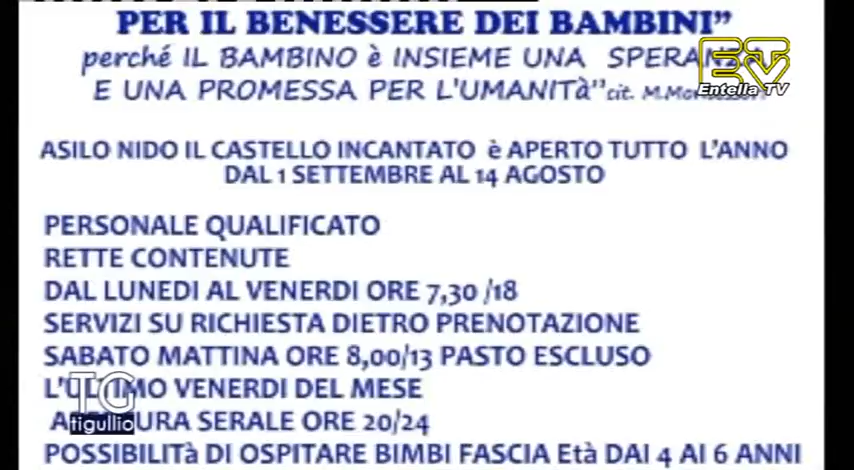 PER IL BENESSERE DEI BAMBINI”
perché IL BAMBINO è INSIEME UNA SPERANZA
E UNA PROMESSA PER L'UMANITà” cit.
ETV
Entella TV
ASILO NIDO IL CASTELLO INCANTATO è APERTO TUTTO L'ANNO
DAL 1 SETTEMBRE AL 14 AGOSTO
PERSONALE QUALIFICATO
RETTE CONTENUTE
DAL LUNEDI AL VENERDI ORE 7,30 /18
SERVIZI SU RICHIESTA DIETRO PRENOTAZIONE
SABATO MATTINA ORE 8,00/13 PASTO ESCLUSO
L'ULTIMO VENERDI DEL MESE
APERTURA SERALE ORE 20/24
TG
tigullio
POSSIBILITà DI OSPITARE BIMBI FASCIA Età DAI 4 AI 6 ANNI